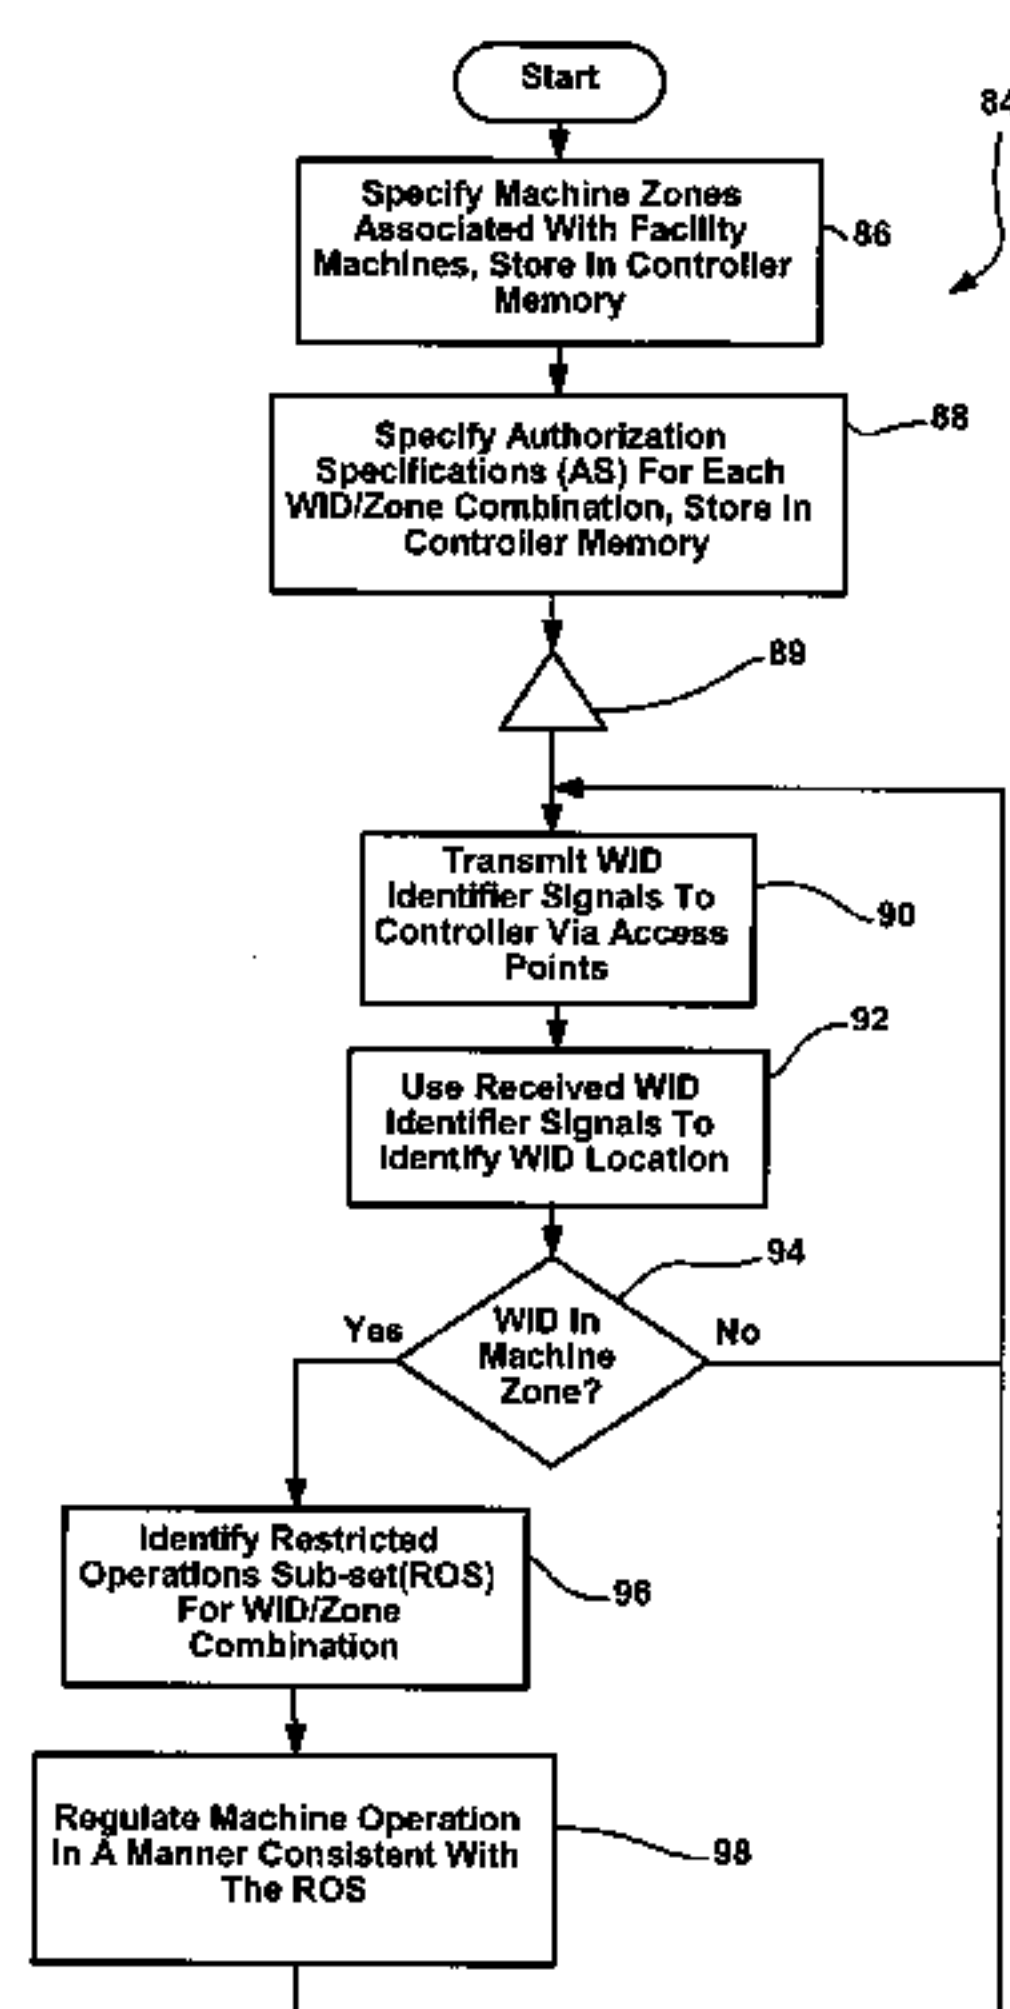 Start
84
Specify Machine Zones
Associated With Facility
Machines, Store In Controller
Memory
86
Specify Authorization
Specifications (AS) For Each
WID/Zone Combination, Store In
Controller Memory
88
89
Transmit WID
Identifier Signals To
Controller Via Access
Points
90
Use Received WID
Identifier Signals To
Identify WID Location
92
94
WID In
Machine
Zone?
Yes
No
Identify Restricted
Operations Sub-set(ROS)
For WID/Zone
Combination
96
Regulate Machine Operation
In A Manner Consistent With
The ROS
98